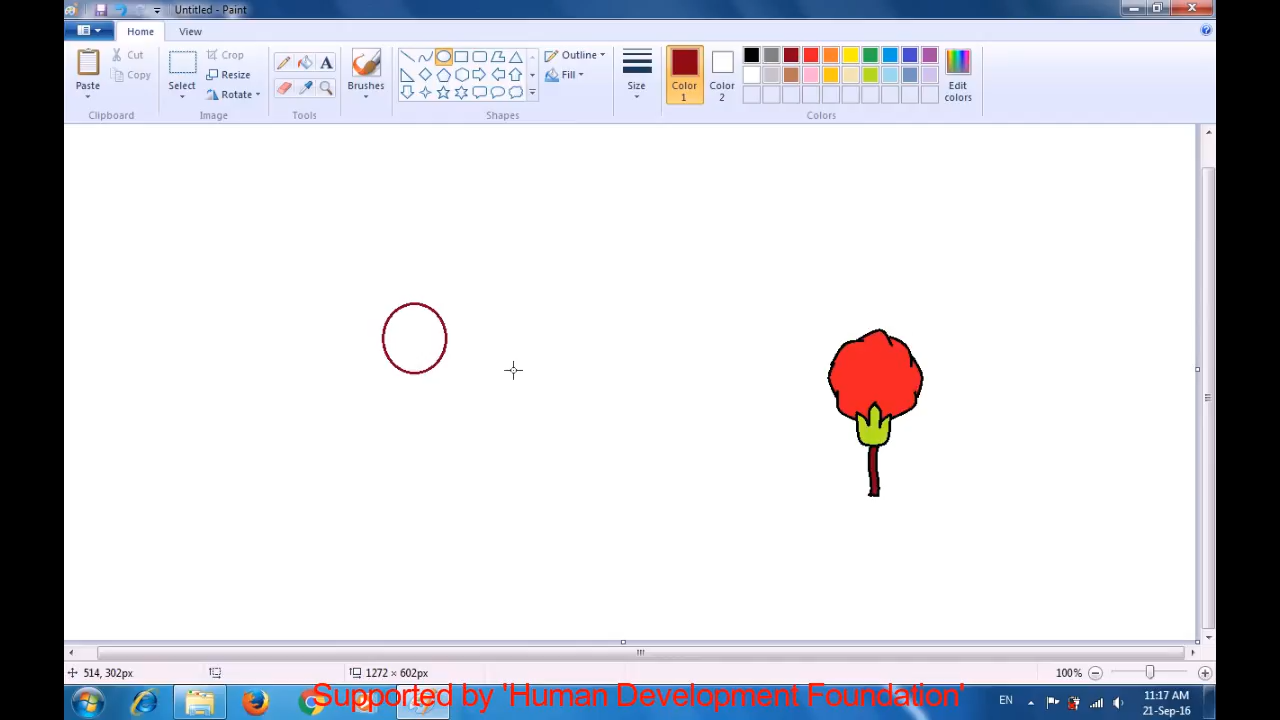 Untitled - Paint
Home
View
Paste
Cut
Copy
Clipboard
Select
Crop
Resize
Rotate
Image
A
Tools
Brushes
Outline
Fill
Shapes
Size
Color
1
Color
2
Edit
colors
Colors
514, 302px
1272 × 602px
100%
EN
11:17 AM
21-Sep-16
Supported by 'Human Development Foundation'